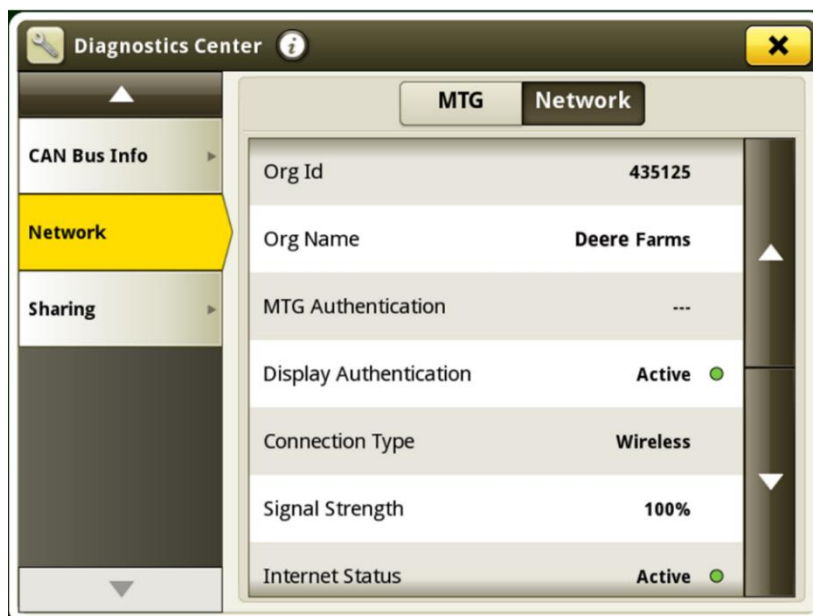 Diagnostics Center i
MTG
Network
CAN Bus Info
Network
Sharing
Org Id 435125
Org Name Deere Farms
MTG Authentication ---
Display Authentication Active
Connection Type Wireless
Signal Strength 100%
Internet Status Active